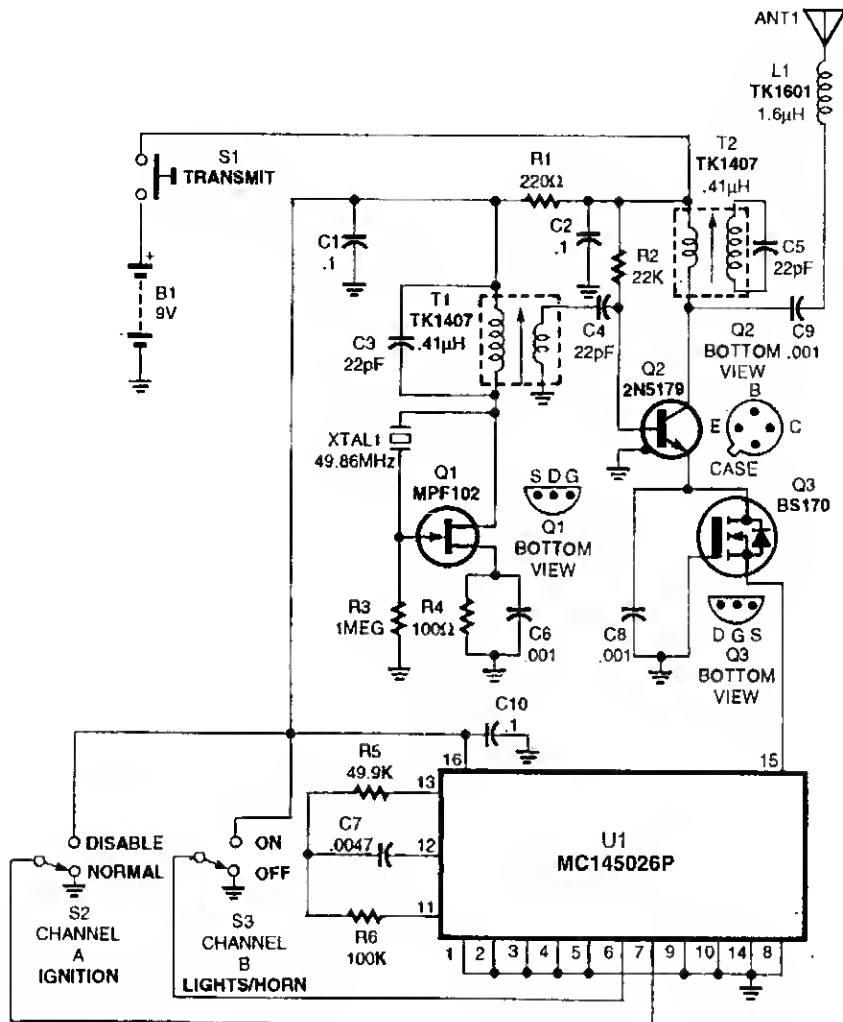 ANT1
L1
TK1601
1.6µH
T2
TK1407
.41µH
S1
TRANSMIT
R1
220Ω
C1
.1
C2
.1
R2
22K
C5
22pF
+
B1
9V
T1
TK1407
.41µH
C3
22pF
C4
22pF
C9
.001
Q2
BOTTOM
VIEW
B
E
C
CASE
Q2
2N5179
XTAL1
49.86MHz
Q1
MPF102
S D G
Q1
BOTTOM
VIEW
Q3
BS170
R3
1MEG
R4
100Ω
C6
.001
C8
.001
D G S
Q3
BOTTOM
VIEW
C10
.1
16
15
R5
49.9K
13
C7
.0047
12
U1
MC145026P
R6
100K
11
DISABLE
NORMAL
ON
OFF
S2
CHANNEL
A
IGNITION
S3
CHANNEL
B
LIGHTS/HORN
1 2 3 4 5 6 7 9 10 14 8